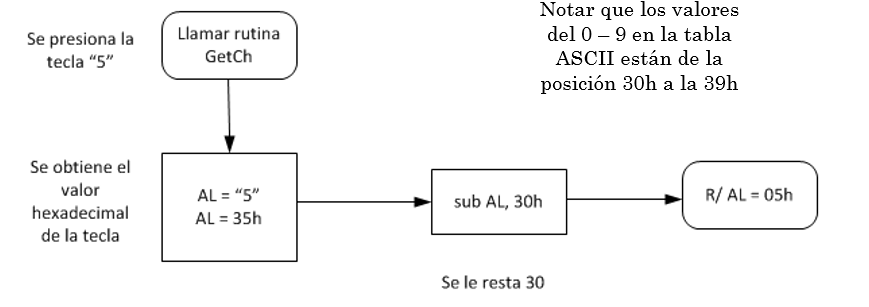 Se presiona la
tecla “5”
Llamar rutina
GetCh
Notar que los valores
del 0 – 9 en la tabla
ASCII están de la
posición 30h a la 39h
Se obtiene el
valor
hexadecimal
de la tecla
AL = “5”
AL = 35h
sub AL, 30h
R/ AL = 05h
Se le resta 30